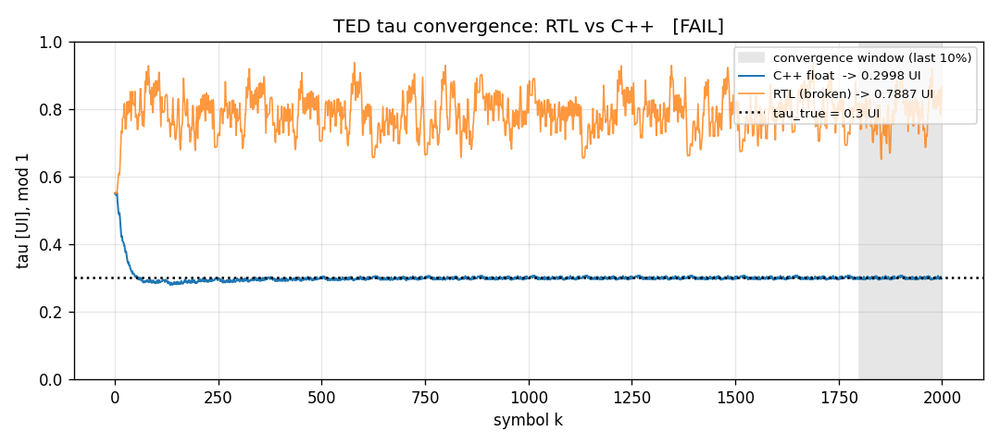 TED tau convergence: RTL vs C++   [FAIL]
convergence window (last 10%)
C++ float  -> 0.2998 UI
RTL (broken) -> 0.7887 UI
tau_true = 0.3 UI
tau [UI], mod 1
1.0
0.8
0.6
0.4
0.2
0.0
0 250 500 750 1000 1250 1500 1750 2000
symbol k